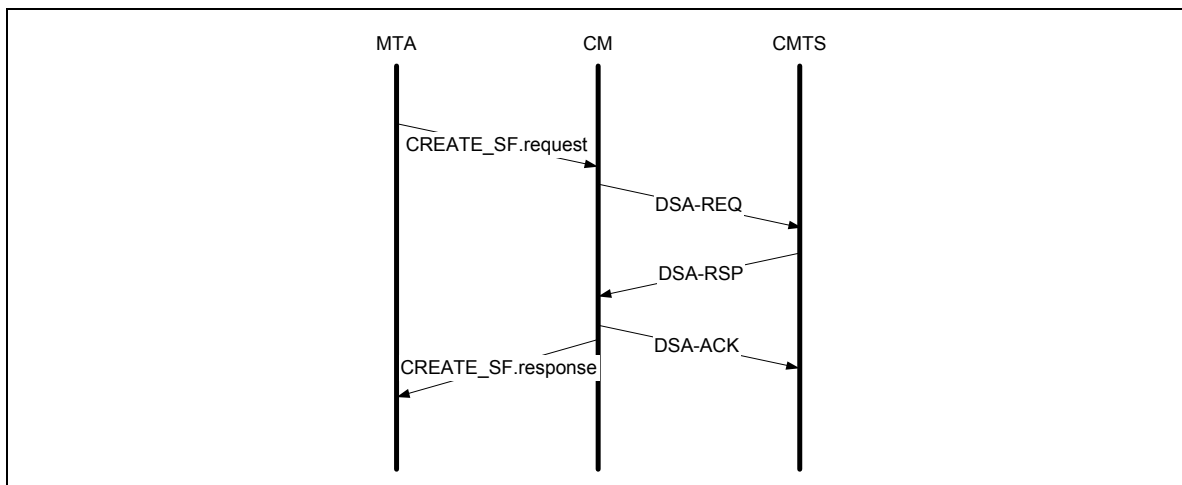 MTA CM CMTS
CREATE_SF.request
DSA-REQ
DSA-RSP
DSA-ACK
CREATE_SF.response